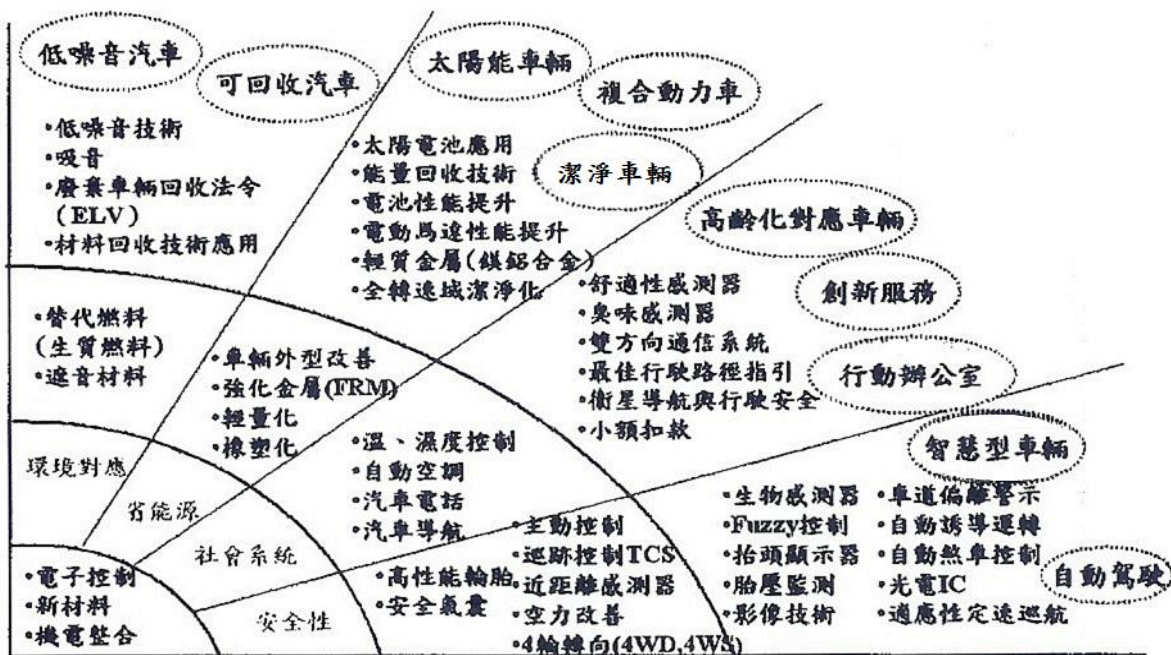 低噪音汽車
可回收汽車
太陽能車輛
複合動力車
潔淨車輛
高齡化對應車輛
創新服務
行動辦公室
智慧型車輛
自動駕駛
•低噪音技術
•吸音
•廢棄車輛回收法令
(ELV)
•材料回收技術應用
•太陽電池應用
•能量回收技術
•電池性能提升
•電動馬達性能提升
•輕質金屬(鎂鋁合金)
•全轉速域潔淨化
•舒適性感測器
•臭味感測器
•雙方向通信系統
•最佳行駛路徑指引
•衛星導航與行駛安全
•小額扣款
•生物感測器
•Fuzzy控制
•抬頭顯示器
•胎壓監測
•影像技術
•車道偏離警示
•自動誘導運轉
•自動煞車控制
•光電IC
•適應性定速巡航
•替代燃料
(生質燃料)
•遮音材料
•車輛外型改善
•強化金屬(FRM)
•輕量化
•橡塑化
•溫、濕度控制
•自動空調
•汽車電話
•汽車導航
•主動控制
•巡跡控制TCS
•近距離感測器
•空力改善
•4輪轉向(4WD,4WS)
•高性能輪胎
•安全氣囊
環境對應
省能源
社會系統
安全性
•電子控制
•新材料
•機電整合